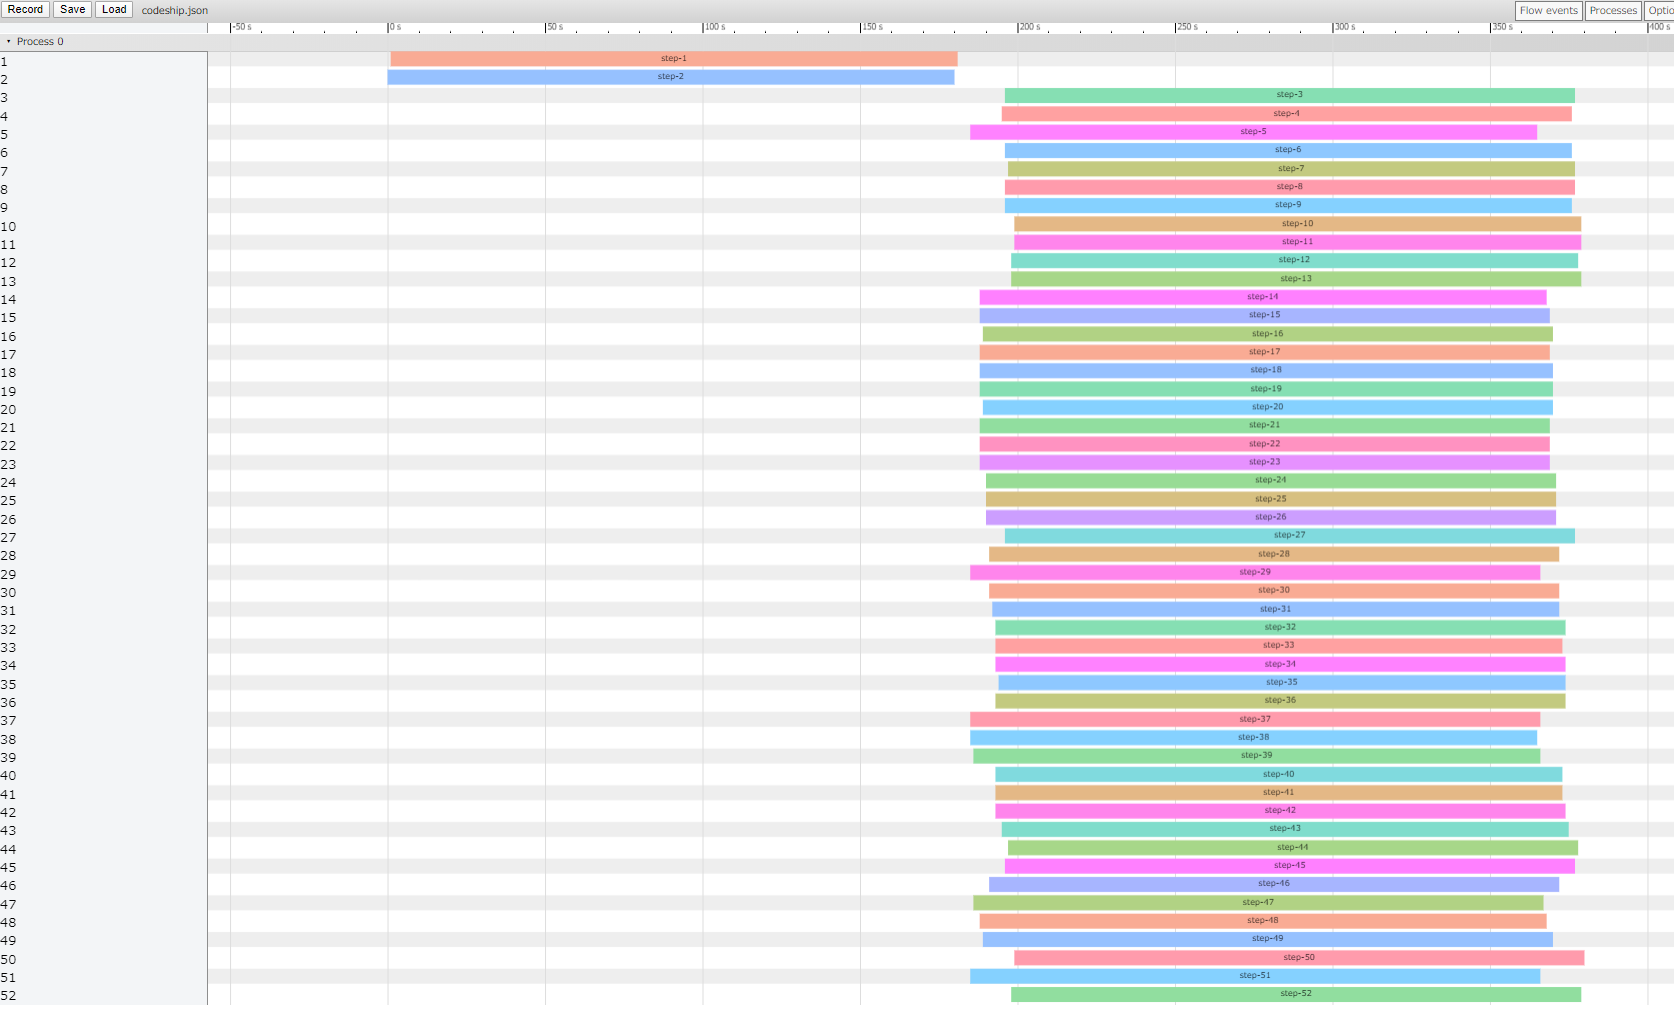 Record Save Load codeship.json Flow events Processes Optio
-50 s 0 s 50 s 100 s 150 s 200 s 250 s 300 s 350 s 400 s
Process 0
1 step-1
2 step-2
3 step-3
4 step-4
5 step-5
6 step-6
7 step-7
8 step-8
9 step-9
10 step-10
11 step-11
12 step-12
13 step-13
14 step-14
15 step-15
16 step-16
17 step-17
18 step-18
19 step-19
20 step-20
21 step-21
22 step-22
23 step-23
24 step-24
25 step-25
26 step-26
27 step-27
28 step-28
29 step-29
30 step-30
31 step-31
32 step-32
33 step-33
34 step-34
35 step-35
36 step-36
37 step-37
38 step-38
39 step-39
40 step-40
41 step-41
42 step-42
43 step-43
44 step-44
45 step-45
46 step-46
47 step-47
48 step-48
49 step-49
50 step-50
51 step-51
52 step-52